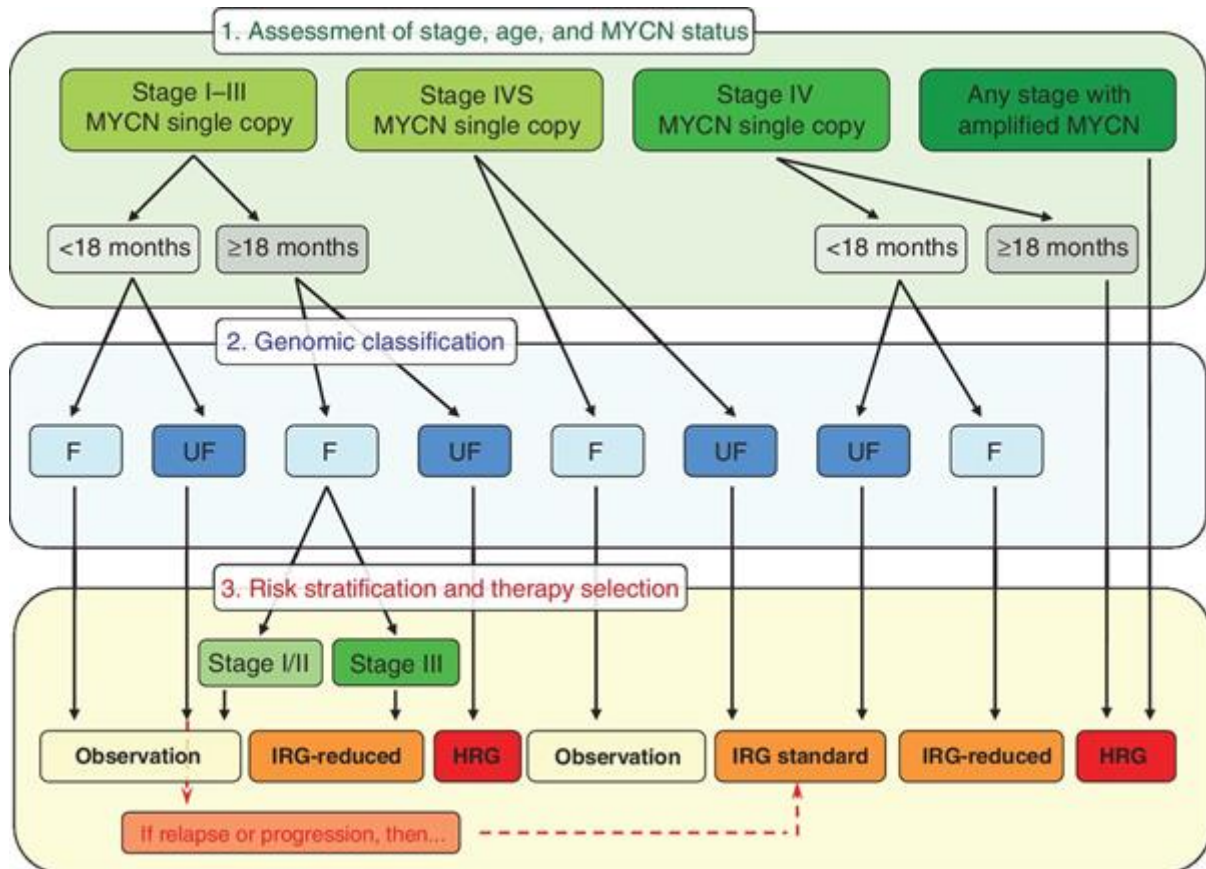 1. Assessment of stage, age, and MYCN status
Stage I–III
MYCN single copy
Stage IVS
MYCN single copy
Stage IV
MYCN single copy
Any stage with
amplified MYCN
<18 months
≥18 months
<18 months
≥18 months
2. Genomic classification
F
UF
F
UF
F
UF
UF
F
3. Risk stratification and therapy selection
Stage I/II
Stage III
Observation
IRG-reduced
HRG
Observation
IRG standard
IRG-reduced
HRG
If relapse or progression, then...